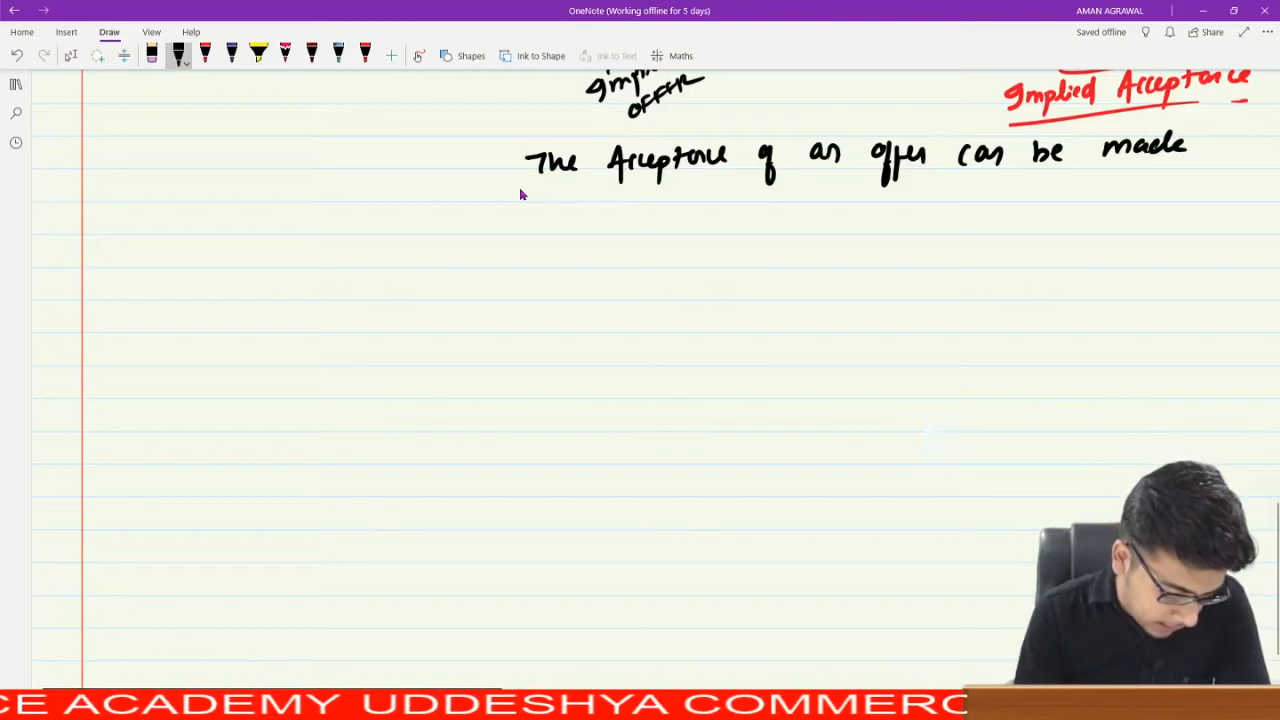 OneNote (Working offline for 5 days)
AMAN AGRAWAL
Home Insert Draw View Help
Saved offline
Share
Shapes Ink to Shape Ink to Text Maths
OFFER
Implied Acceptance
The Acceptance of an offer can be made
CE ACADEMY UDDESHYA COMMERC